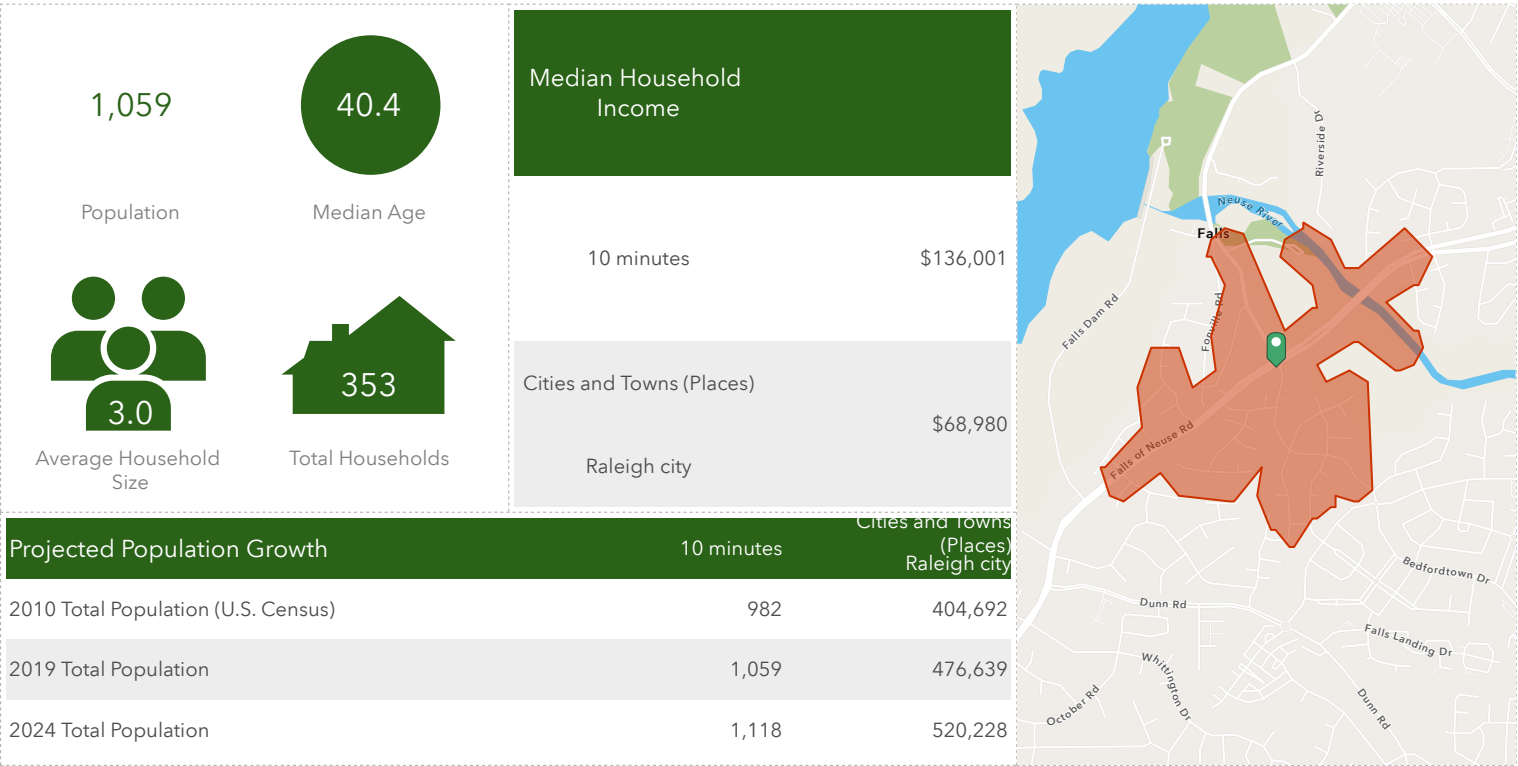 1,059
40.4
Population
Median Age
3.0
353
Average Household
Size
Total Households
Median Household
Income
10 minutes
$136,001
Cities and Towns (Places)
$68,980
Raleigh city
Projected Population Growth
10 minutes
Cities and Towns
(Places)
Raleigh city
2010 Total Population (U.S. Census)
982
404,692
2019 Total Population
1,059
476,639
2024 Total Population
1,118
520,228
Riverside Dr
Neuse River
Falls
Falls Dam Rd
Fonville Rd
Falls of Neuse Rd
Bedfordtown Dr
Dunn Rd
Falls Landing Dr
Whittington Dr
October Rd
Dunn Rd